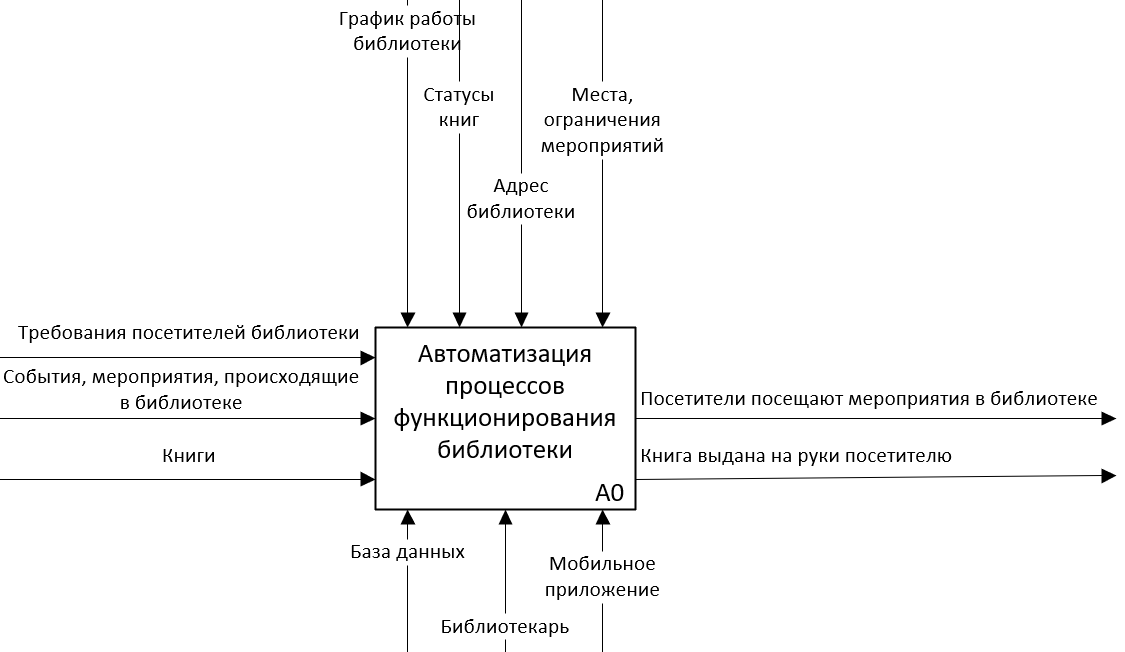 График работы
библиотеки
Статусы
книг
Места,
ограничения
мероприятий
Адрес
библиотеки
Требования посетителей библиотеки
События, мероприятия, происходящие
в библиотеке
Книги
Автоматизация
процессов
функционирования
библиотеки
А0
Посетители посещают мероприятия в библиотеке
Книга выдана на руки посетителю
База данных
Мобильное
приложение
Библиотекарь